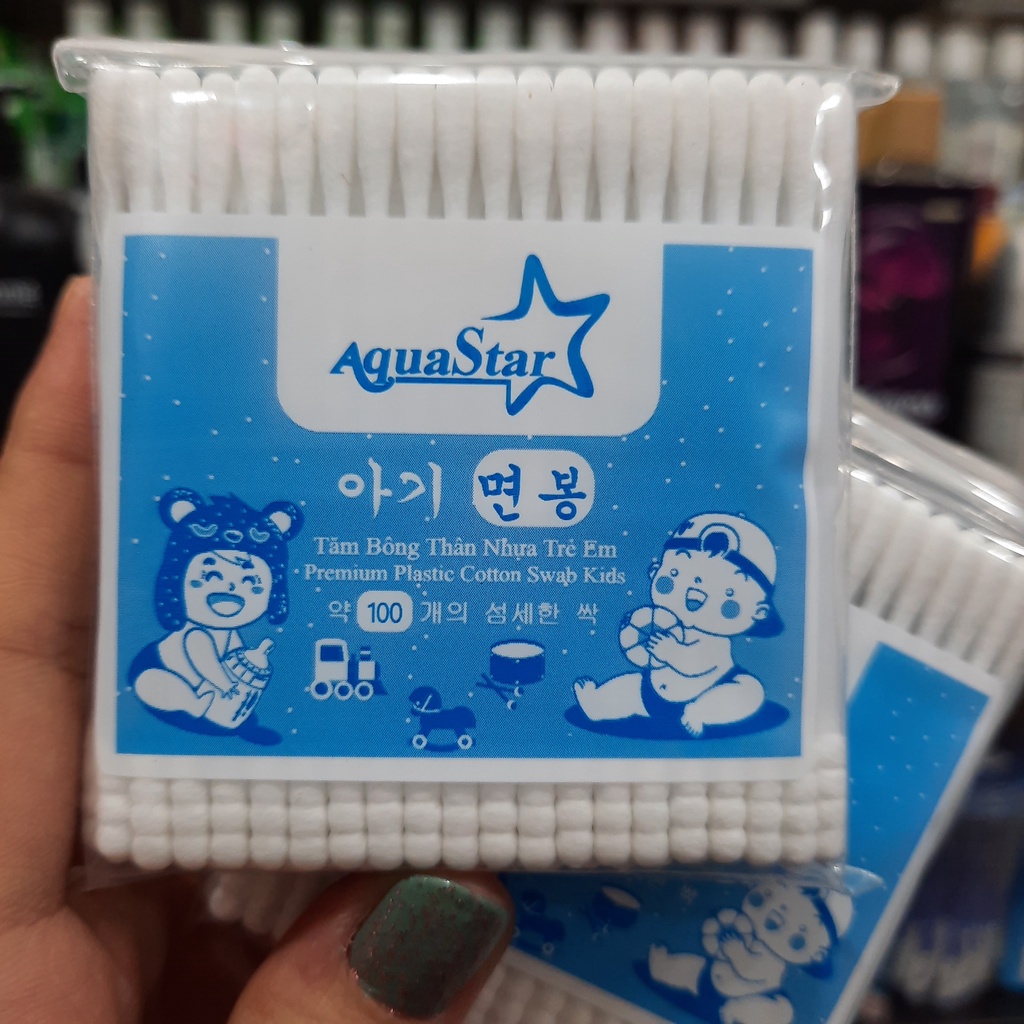 AquaStar
아기 면봉
Tăm Bông Thân Nhựa Trẻ Em
Premium Plastic Cotton Swab Kids
약 100 개의 섬세한 싹